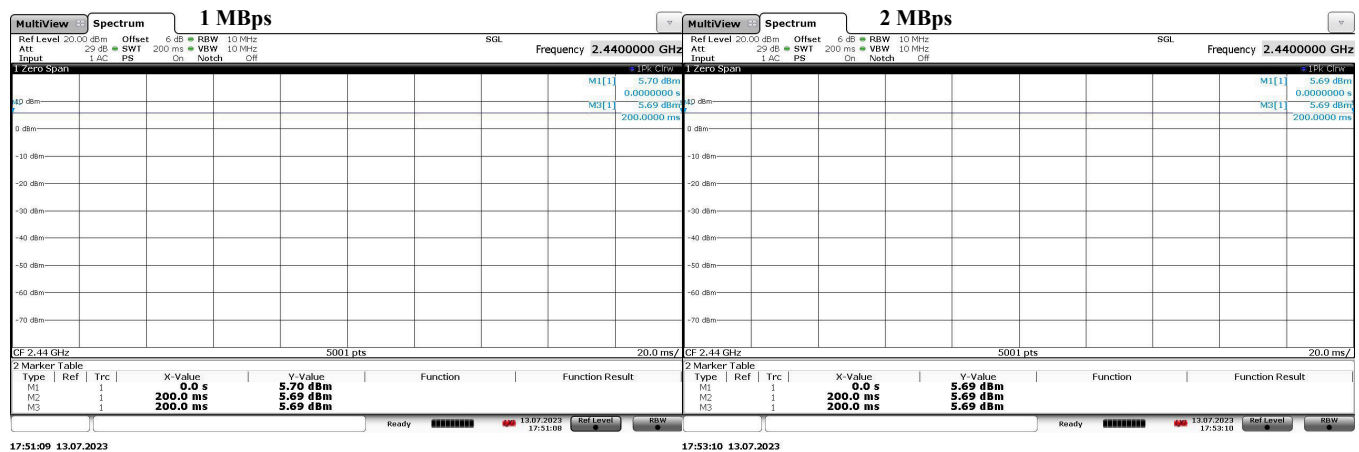 1 MBps
MultiView Spectrum
Ref Level 20.00 dBm Offset 6 dB RBW 10 MHz SGL
Att 29 dB SWT 200 ms VBW 10 MHz Frequency 2.4400000 GHz
Input 1 AC PS On Notch Off
1 Zero Span 1Pk Clrw
M1[1] 5.70 dBm
0.0000000 s
10 dBm M3[1] 5.69 dBm
200.0000 ms
0 dBm
-10 dBm
-20 dBm
-30 dBm
-40 dBm
-50 dBm
-60 dBm
-70 dBm
CF 2.44 GHz 5001 pts 20.0 ms/
2 Marker Table
Type Ref Trc X-Value Y-Value Function Function Result
M1 1 0.0 s 5.70 dBm
M2 1 200.0 ms 5.69 dBm
M3 1 200.0 ms 5.69 dBm
Ready 13.07.2023 17:51:08 Ref Level RBW
17:51:09 13.07.2023
2 MBps
MultiView Spectrum
Ref Level 20.00 dBm Offset 6 dB RBW 10 MHz SGL
Att 29 dB SWT 200 ms VBW 10 MHz Frequency 2.4400000 GHz
Input 1 AC PS On Notch Off
1 Zero Span 1Pk Clrw
M1[1] 5.69 dBm
0.0000000 s
10 dBm M3[1] 5.69 dBm
200.0000 ms
0 dBm
-10 dBm
-20 dBm
-30 dBm
-40 dBm
-50 dBm
-60 dBm
-70 dBm
CF 2.44 GHz 5001 pts 20.0 ms/
2 Marker Table
Type Ref Trc X-Value Y-Value Function Function Result
M1 1 0.0 s 5.69 dBm
M2 1 200.0 ms 5.69 dBm
M3 1 200.0 ms 5.69 dBm
Ready 13.07.2023 17:53:10 Ref Level RBW
17:53:10 13.07.2023